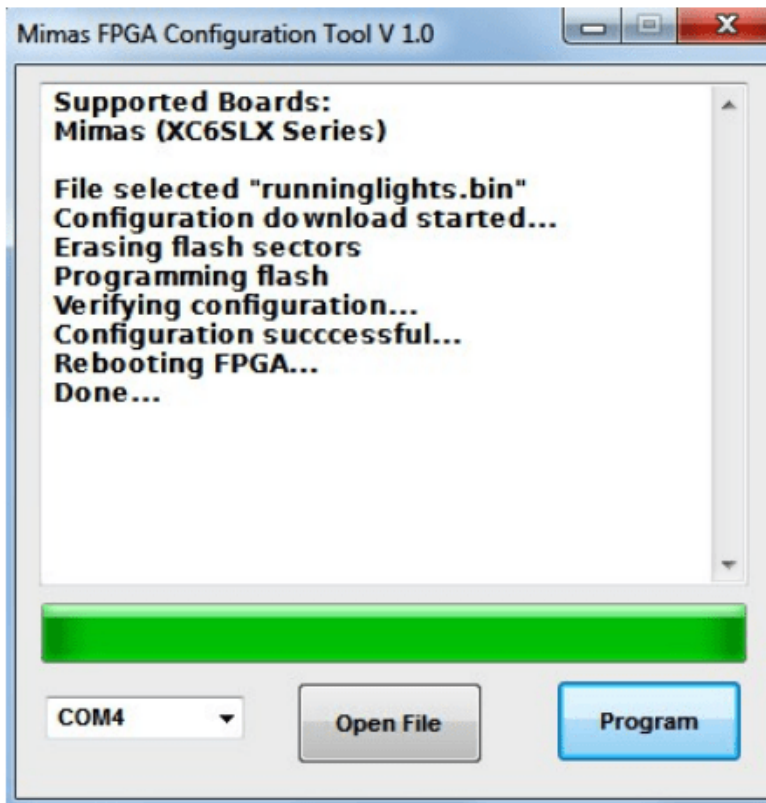 Mimas FPGA Configuration Tool V 1.0
Supported Boards:
Mimas (XC6SLX Series)
File selected "runninglights.bin"
Configuration download started...
Erasing flash sectors
Programming flash
Verifying configuration...
Configuration succcessful...
Rebooting FPGA...
Done...
COM4
Open File
Program